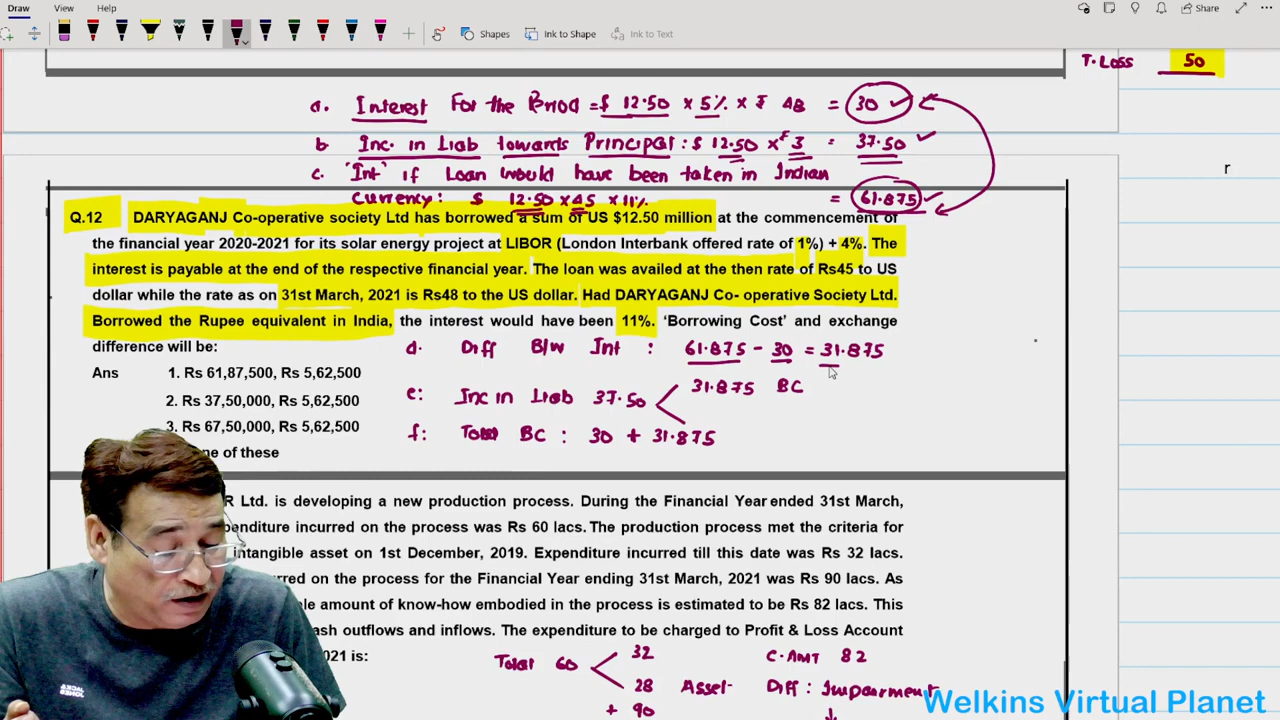 Draw View Help
Share
Shapes Ink to Shape Ink to Text
T. Loss 50
a. Interest For the Period = $ 12.50 × 5% × ₹ 48 = 30 ✓
b Inc. in Liab towards Principal : $ 12.50 × ₹ 3 = 37.50 ✓
c. 'Int' if Loan would have been taken in Indian
r
Currency: $ 12.50 × 45 × 11% = 61.875 ✓
Q.12 DARYAGANJ Co-operative society Ltd has borrowed a sum of US $12.50 million at the commencement of
the financial year 2020-2021 for its solar energy project at LIBOR (London Interbank offered rate of 1%) + 4%. The
interest is payable at the end of the respective financial year. The loan was availed at the then rate of Rs45 to US
dollar while the rate as on 31st March, 2021 is Rs48 to the US dollar. Had DARYAGANJ Co- operative Society Ltd.
Borrowed the Rupee equivalent in India, the interest would have been 11%. 'Borrowing Cost' and exchange
difference will be:
d. Diff B/w Int : 61.875 - 30 = 31.875
Ans 1. Rs 61,87,500, Rs 5,62,500
e: Inc in Liab 37.50 < 31.875 BC
2. Rs 37,50,000, Rs 5,62,500
3. Rs 67,50,000, Rs 5,62,500
f: Total BC : 30 + 31.875
ne of these
R Ltd. is developing a new production process. During the Financial Year ended 31st March,
penditure incurred on the process was Rs 60 lacs. The production process met the criteria for
intangible asset on 1st December, 2019. Expenditure incurred till this date was Rs 32 lacs.
rred on the process for the Financial Year ending 31st March, 2021 was Rs 90 lacs. As
le amount of know-how embodied in the process is estimated to be Rs 82 lacs. This
sh outflows and inflows. The expenditure to be charged to Profit & Loss Account
2021 is:
Total 60 < 32 C. AMT 82
28 Asset Diff : Impairment
+ 90 ↓
Welkins Virtual Planet